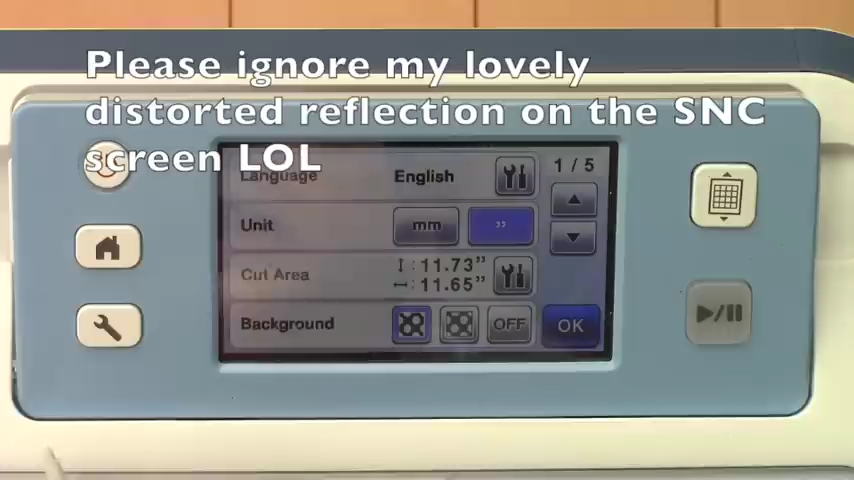 Please ignore my lovely
distorted reflection on the SNC
screen LOL
Language English 1 / 5
Unit mm ”
Cut Area ↕ : 11.73”
↔ : 11.65”
Background OFF OK